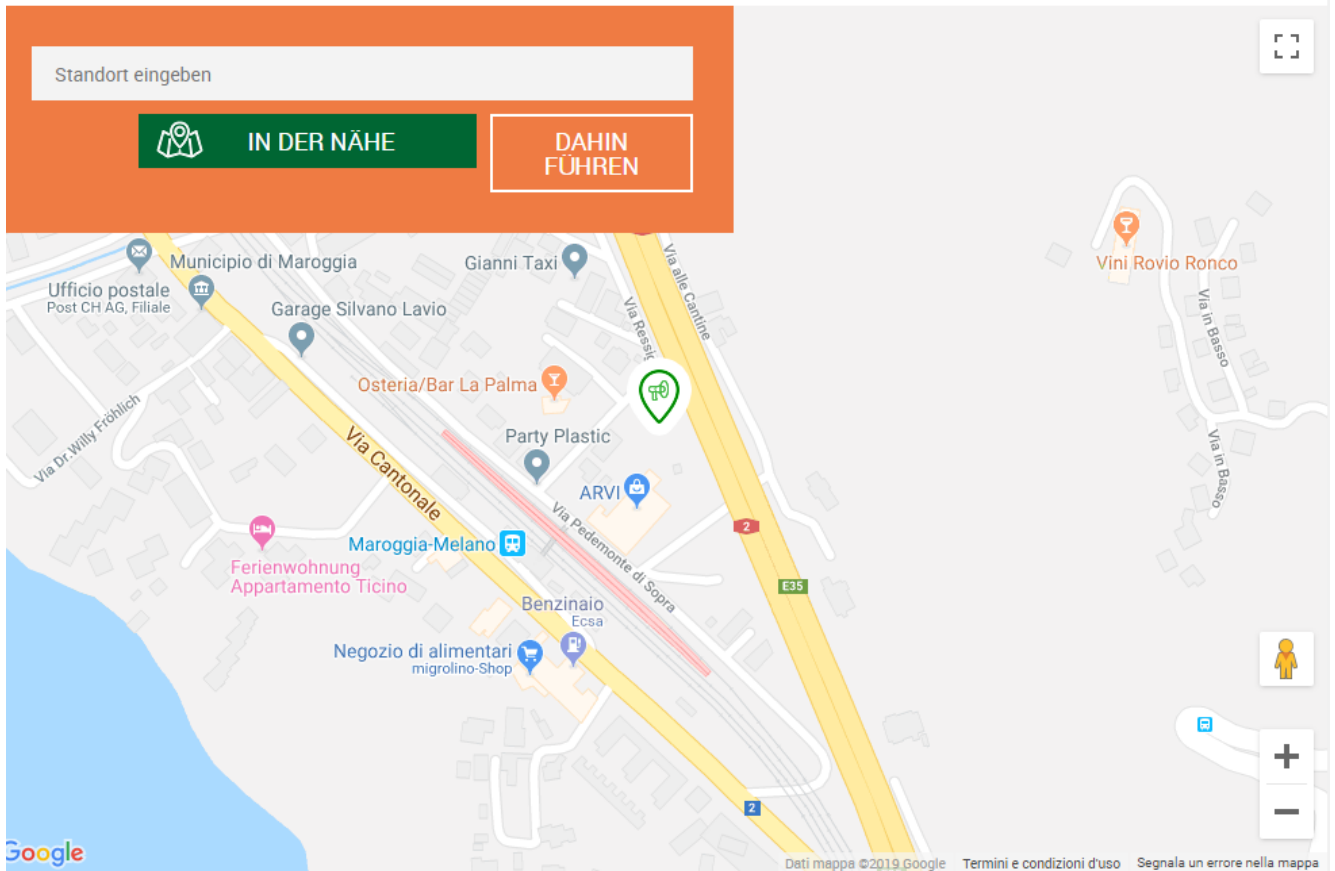 Standort eingeben
IN DER NÄHE
DAHIN
FÜHREN
Municipio di Maroggia
Gianni Taxi
Via alle Cantine
Vini Rovio Ronco
Ufficio postale
Post CH AG, Filiale
Garage Silvano Lavio
Via Ressig
Via in Basso
Osteria/Bar La Palma
Via Dr. Willy Fröhlich
Via Cantonale
Party Plastic
Via in Basso
ARVI
Via Pedemonte di Sopra
2
Maroggia-Melano
Ferienwohnung
Appartamento Ticino
E35
Benzinaio
Ecsa
Negozio di alimentari
migrolino-Shop
2
Google
Dati mappa ©2019 Google Termini e condizioni d'uso Segnala un errore nella mappa